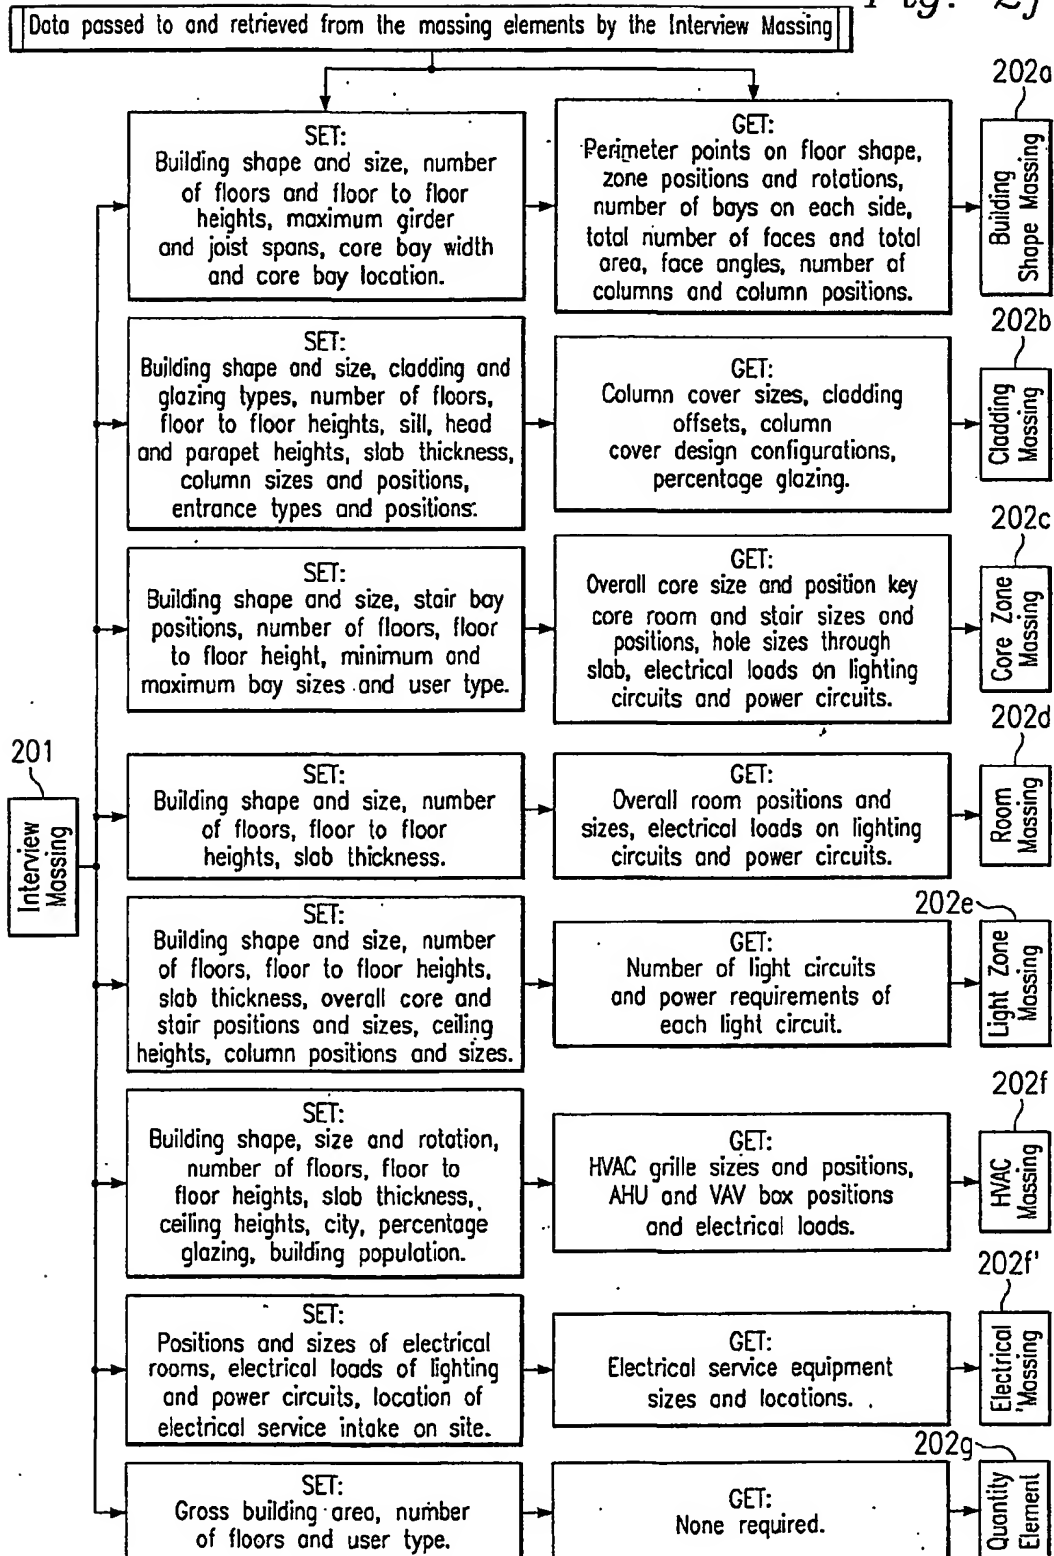 Fig. 2j
Data passed to and retrieved from the massing elements by the Interview Massing
202a
SET:
Building shape and size, number
of floors and floor to floor
heights, maximum girder
and joist spans, core bay width
and core bay location.
GET:
Perimeter points on floor shape,
zone positions and rotations,
number of bays on each side,
total number of faces and total
area, face angles, number of
columns and column positions.
Building
Shape Massing
202b
SET:
Building shape and size, cladding and
glazing types, number of floors,
floor to floor heights, sill, head
and parapet heights, slab thickness,
column sizes and positions,
entrance types and positions.
GET:
Column cover sizes, cladding
offsets, column
cover design configurations,
percentage glazing.
Cladding
Massing
202c
SET:
Building shape and size, stair bay
positions, number of floors, floor
to floor height, minimum and
maximum bay sizes and user type.
GET:
Overall core size and position key
core room and stair sizes and
positions, hole sizes through
slab, electrical loads on lighting
circuits and power circuits.
Core Zone
Massing
202d
201
Interview
Massing
SET:
Building shape and size, number
of floors, floor to floor
heights, slab thickness.
GET:
Overall room positions and
sizes, electrical loads on lighting
circuits and power circuits.
Room
Massing
202e
SET:
Building shape and size, number
of floors, floor to floor heights,
slab thickness, overall core and
stair positions and sizes, ceiling
heights, column positions and sizes.
GET:
Number of light circuits
and power requirements of
each light circuit.
Light Zone
Massing
202f
SET:
Building shape, size and rotation,
number of floors, floor to
floor heights, slab thickness,
ceiling heights, city, percentage
glazing, building population.
GET:
HVAC grille sizes and positions,
AHU and VAV box positions
and electrical loads.
HVAC
Massing
202f'
SET:
Positions and sizes of electrical
rooms, electrical loads of lighting
and power circuits, location of
electrical service intake on site.
GET:
Electrical service equipment
sizes and locations.
Electrical
Massing
202g
SET:
Gross building area, number
of floors and user type.
GET:
None required.
Quantity
Element